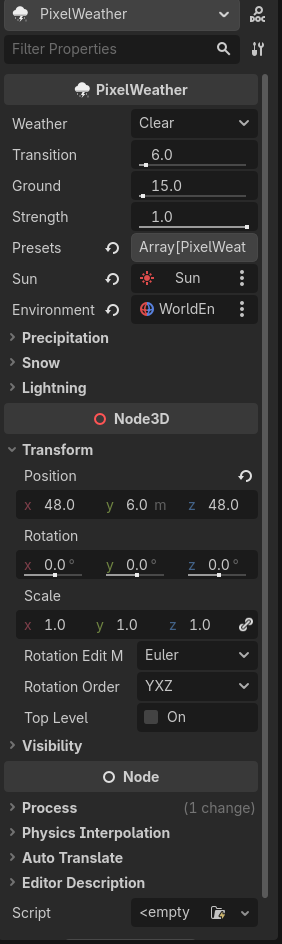 PixelWeather
DOC
Filter Properties
PixelWeather
Weather Clear
Transition 6.0
Ground 15.0
Strength 1.0
Presets Array[PixelWeat
Sun Sun
Environment WorldEn
Precipitation
Snow
Lightning
Node3D
Transform
Position
x 48.0 y 6.0 m z 48.0
Rotation
x 0.0 ° y 0.0 ° z 0.0 °
Scale
x 1.0 y 1.0 z 1.0
Rotation Edit M Euler
Rotation Order YXZ
Top Level On
Visibility
Node
Process (1 change)
Physics Interpolation
Auto Translate
Editor Description
Script <empty